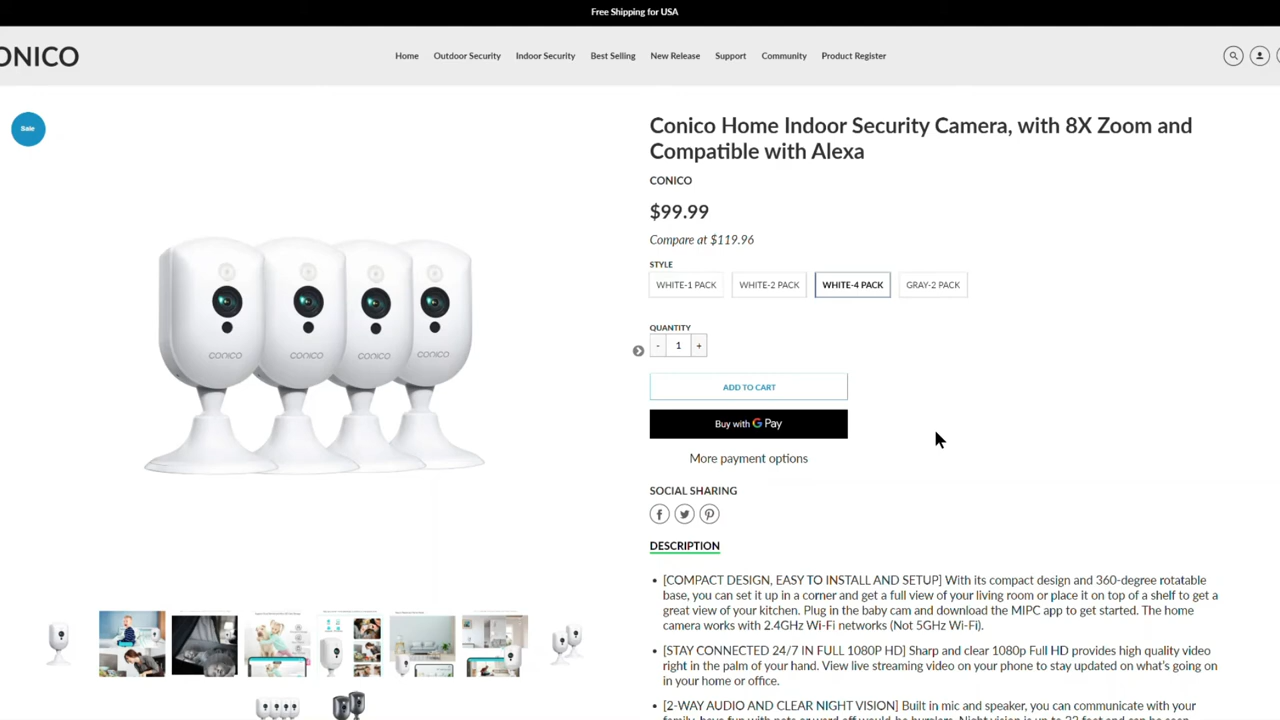 Free Shipping for USA
ONICO
Home Outdoor Security Indoor Security Best Selling New Release Support Community Product Register
Sale
Conico Home Indoor Security Camera, with 8X Zoom and
Compatible with Alexa
CONICO
$99.99
Compare at $119.96
STYLE
WHITE-1 PACK WHITE-2 PACK WHITE-4 PACK GRAY-2 PACK
QUANTITY
- 1 +
ADD TO CART
Buy with G Pay
More payment options
SOCIAL SHARING
DESCRIPTION
• [COMPACT DESIGN, EASY TO INSTALL AND SETUP] With its compact design and 360-degree rotatable
base, you can set it up in a corner and get a full view of your living room or place it on top of a shelf to get a
great view of your kitchen. Plug in the baby cam and download the MIPC app to get started. The home
camera works with 2.4GHz Wi-Fi networks (Not 5GHz Wi-Fi).
• [STAY CONNECTED 24/7 IN FULL 1080P HD] Sharp and clear 1080p Full HD provides high quality video
right in the palm of your hand. View live streaming video on your phone to stay updated on what's going on
in your home or office.
• [2-WAY AUDIO AND CLEAR NIGHT VISION] Built in mic and speaker, you can communicate with your
conico conico conico conico